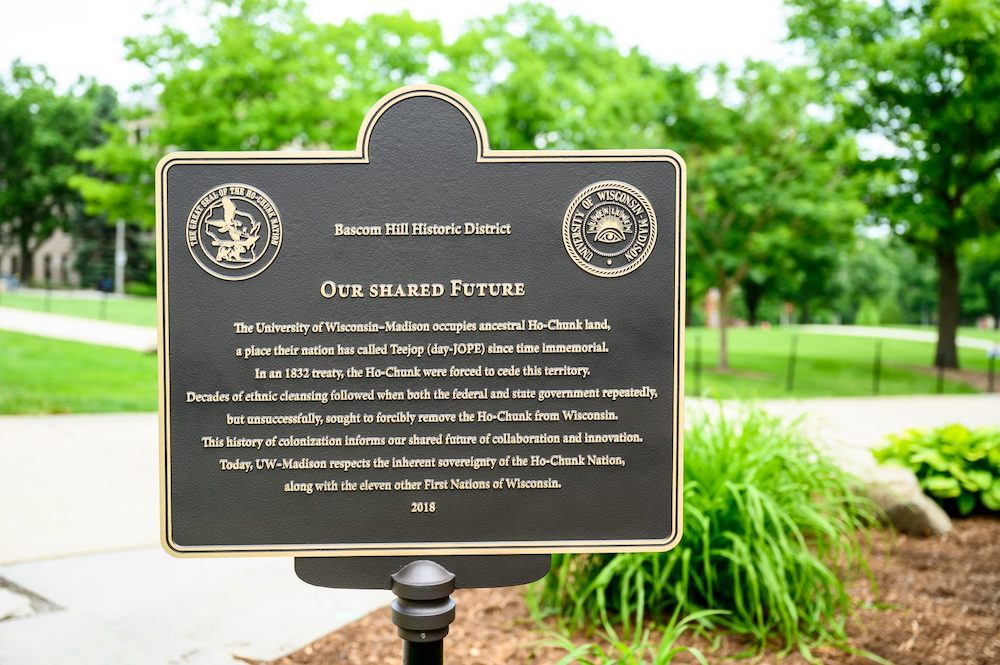 THE GREAT SEAL OF THE HO-CHUNK NATION
UNIVERSITY OF WISCONSIN-MADISON
Bascom Hill Historic District
OUR SHARED FUTURE
The University of Wisconsin–Madison occupies ancestral Ho-Chunk land,
a place their nation has called Teejop (day-JOPE) since time immemorial.
In an 1832 treaty, the Ho-Chunk were forced to cede this territory.
Decades of ethnic cleansing followed when both the federal and state government repeatedly,
but unsuccessfully, sought to forcibly remove the Ho-Chunk from Wisconsin.
This history of colonization informs our shared future of collaboration and innovation.
Today, UW–Madison respects the inherent sovereignty of the Ho-Chunk Nation,
along with the eleven other First Nations of Wisconsin.
2018